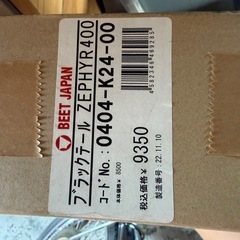 BEET JAPAN
ブラックテール ZEPHYR400
コードNo.: 0404-K24-00
本体価格¥ 8500
税込価格¥ 9350
製造番号: 22.11.10